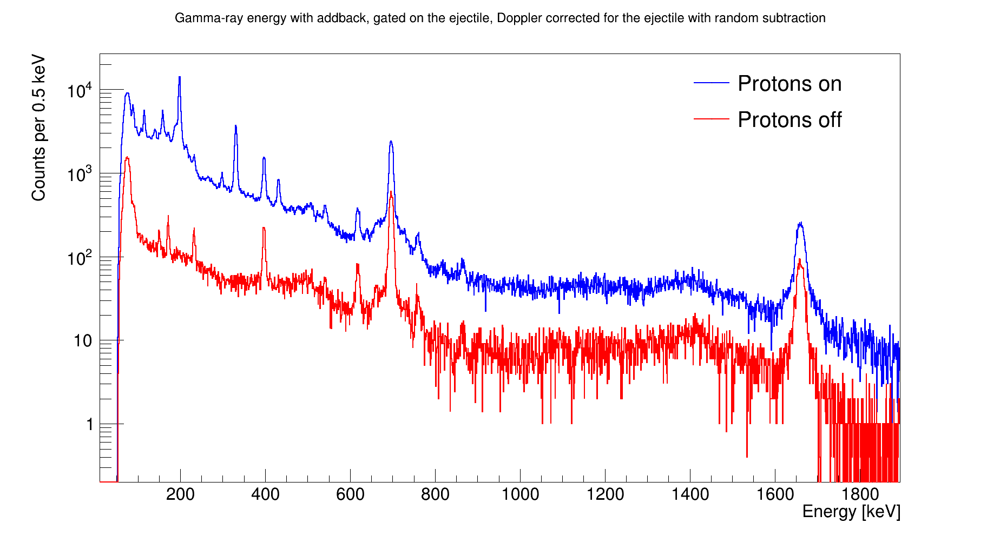 Gamma-ray energy with addback, gated on the ejectile, Doppler corrected for the ejectile with random subtraction
Counts per 0.5 keV
Protons on
Protons off
10^4
10^3
10^2
10
1
200 400 600 800 1000 1200 1400 1600 1800
Energy [keV]